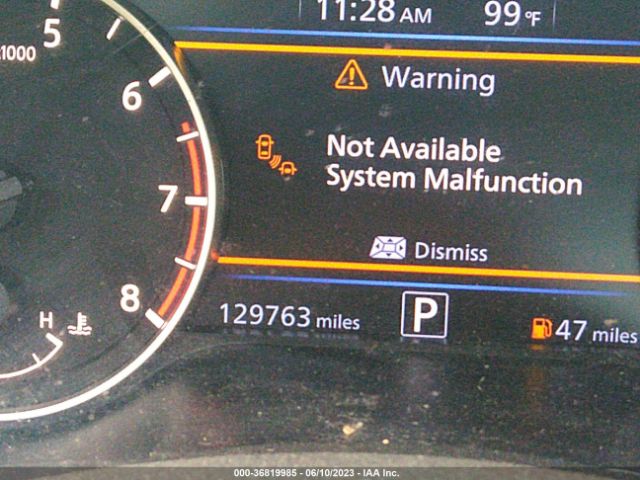 11:28 AM 99 °F
5
x1000
6
Warning
Not Available
System Malfunction
7
Dismiss
8
129763 miles P 47 miles
H
000-36819985 - 06/10/2023 - IAA Inc.